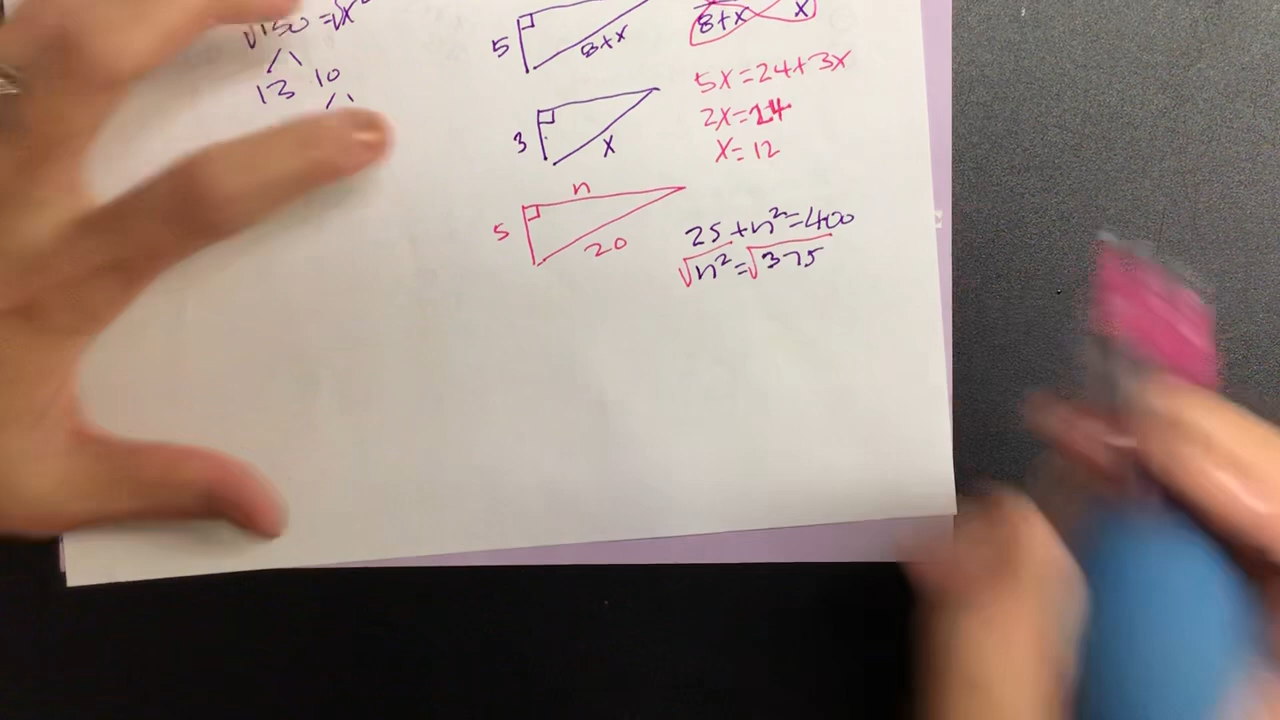 √150 = √x
13 10
5
8+x
8+x x
5x=24+3x
2x=24
x=12
3
x
n
5
20
25+n²=400
√n²=√375